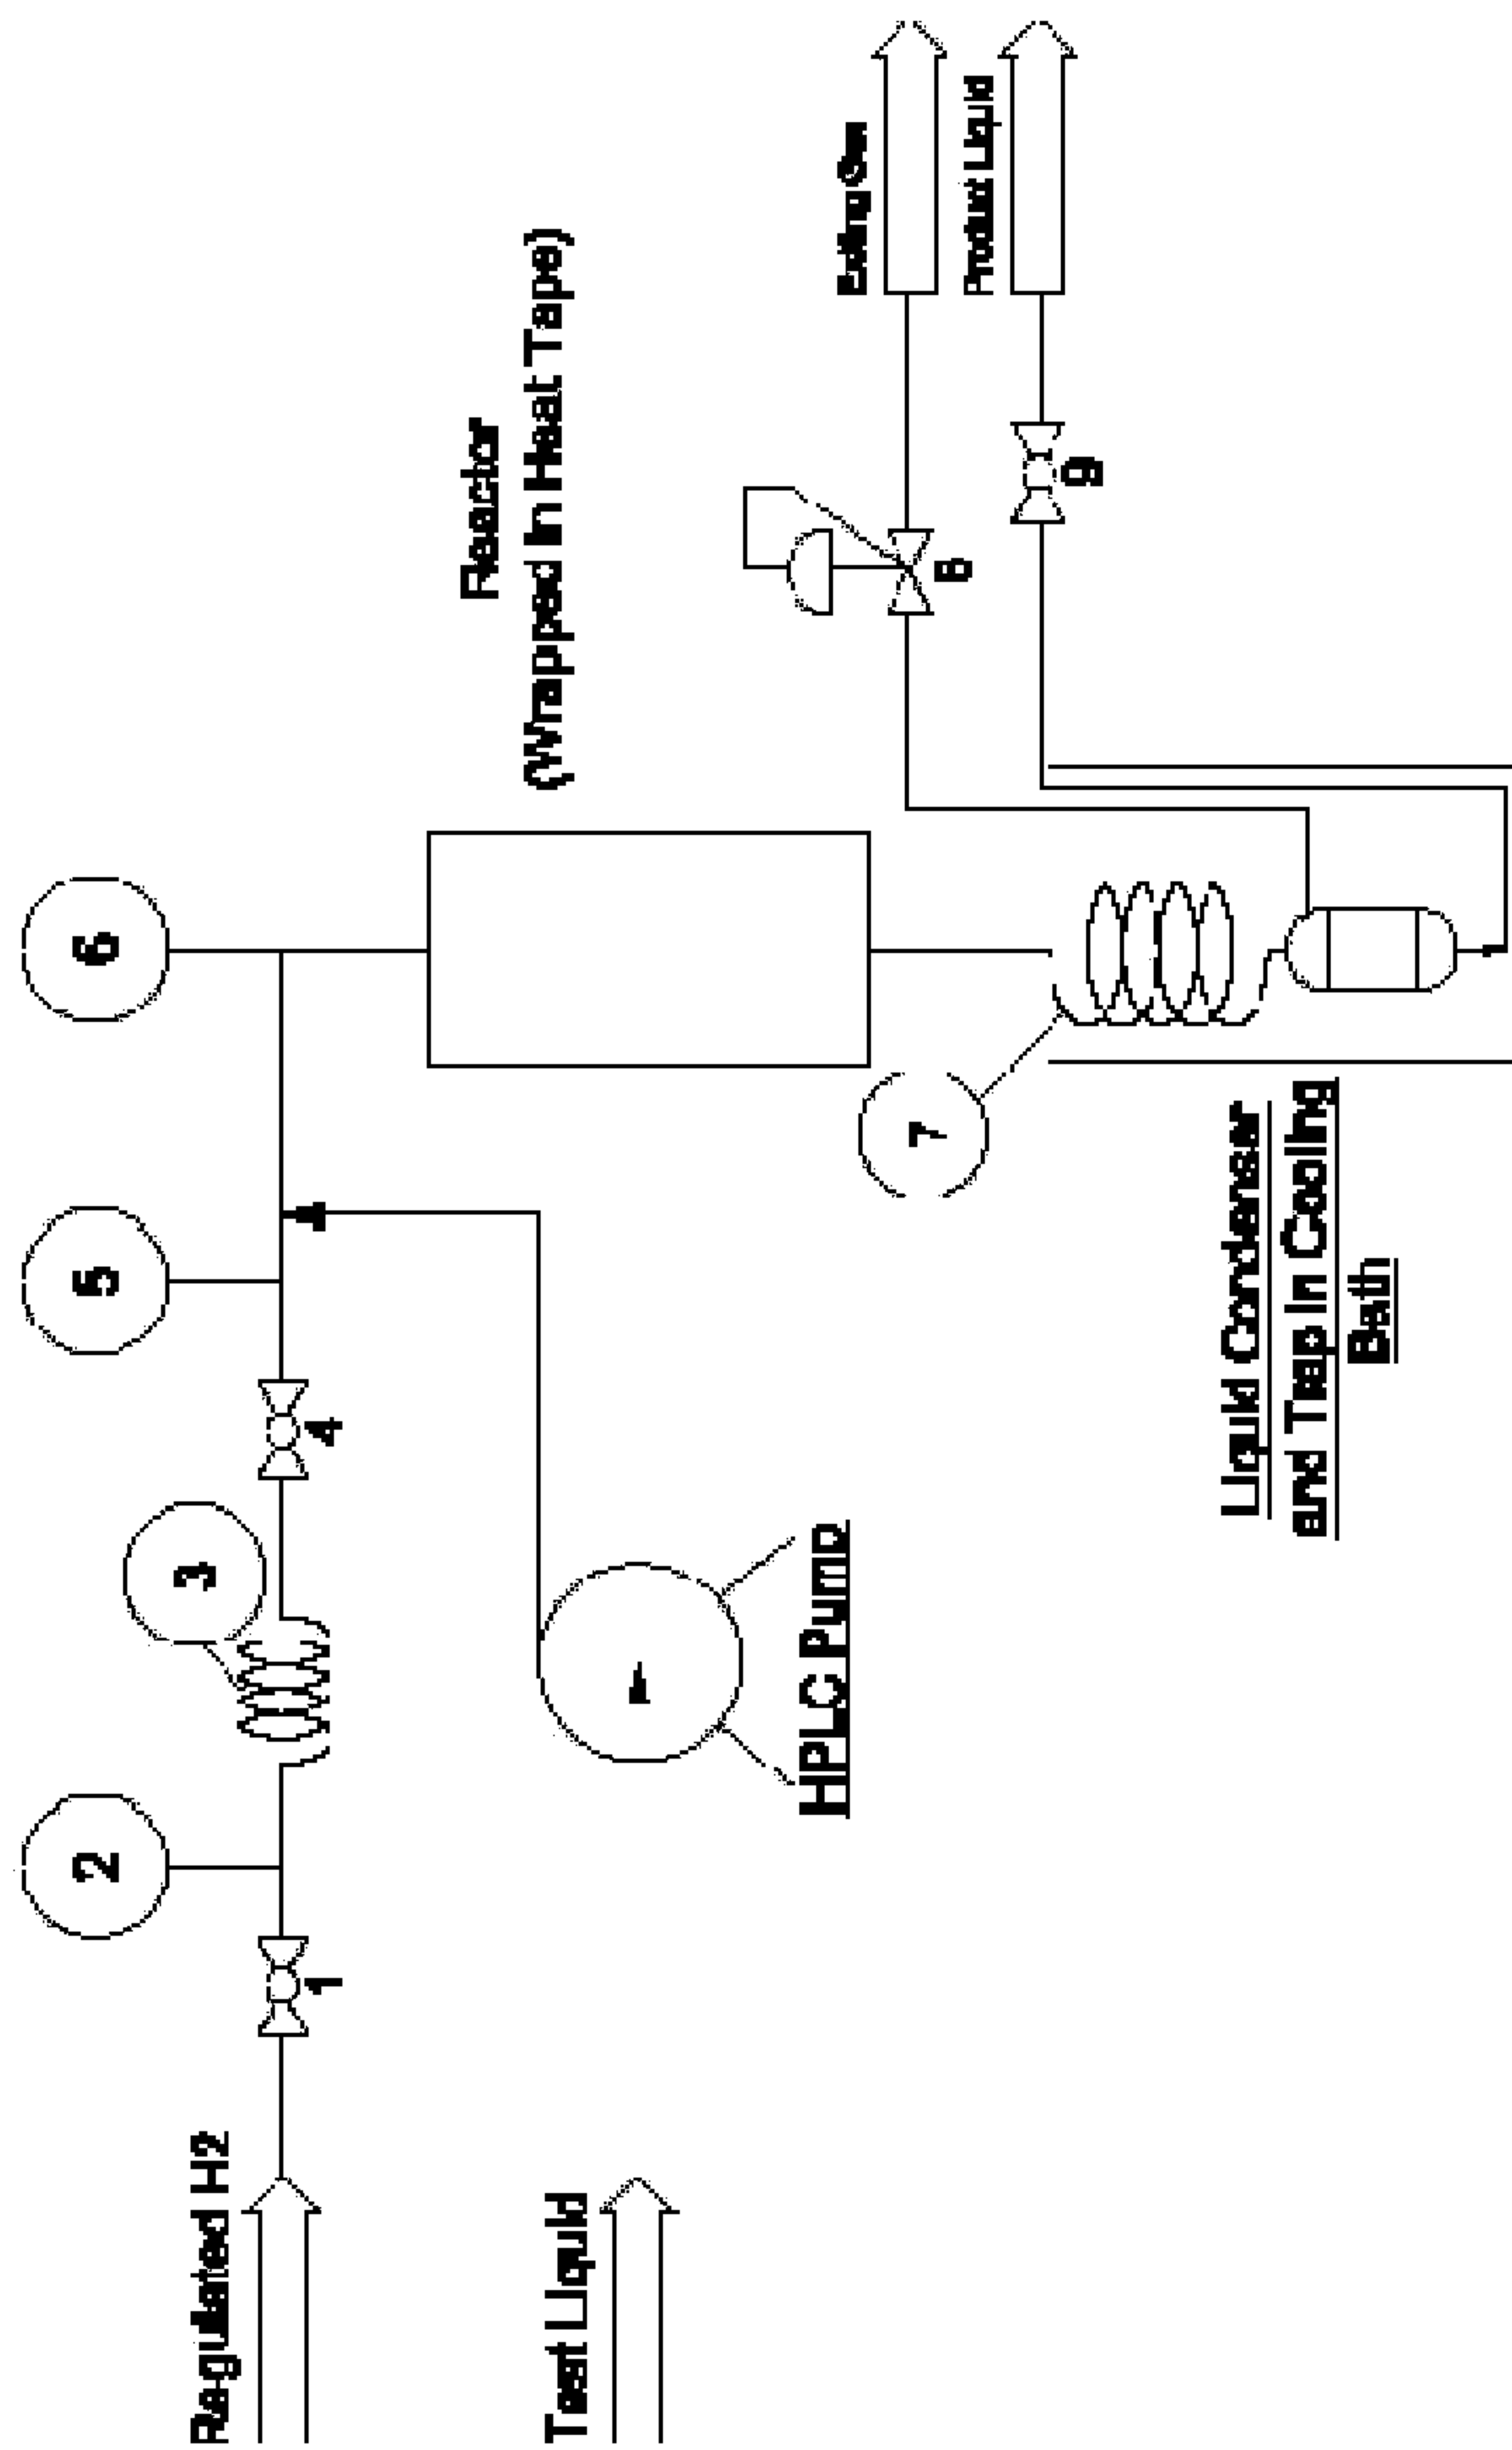 Regulated H2
Test Liquid
1
2
3
4
5
6
HPLC Pump
Reactor
(Wrapped In Heat Tape)
7
Liquid Condenser
and Trap In Cooling
Bath
8
9
Product Liquid